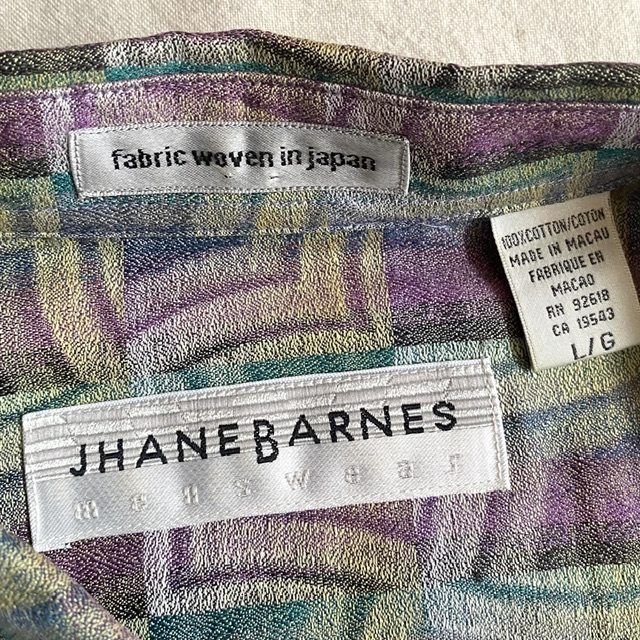 fabric woven in japan
100%COTTON/COTON
MADE IN MACAU
FABRIQUE EN
MACAO
RN 92618
CA 19543
L/G
JHANEBARNES
menswear